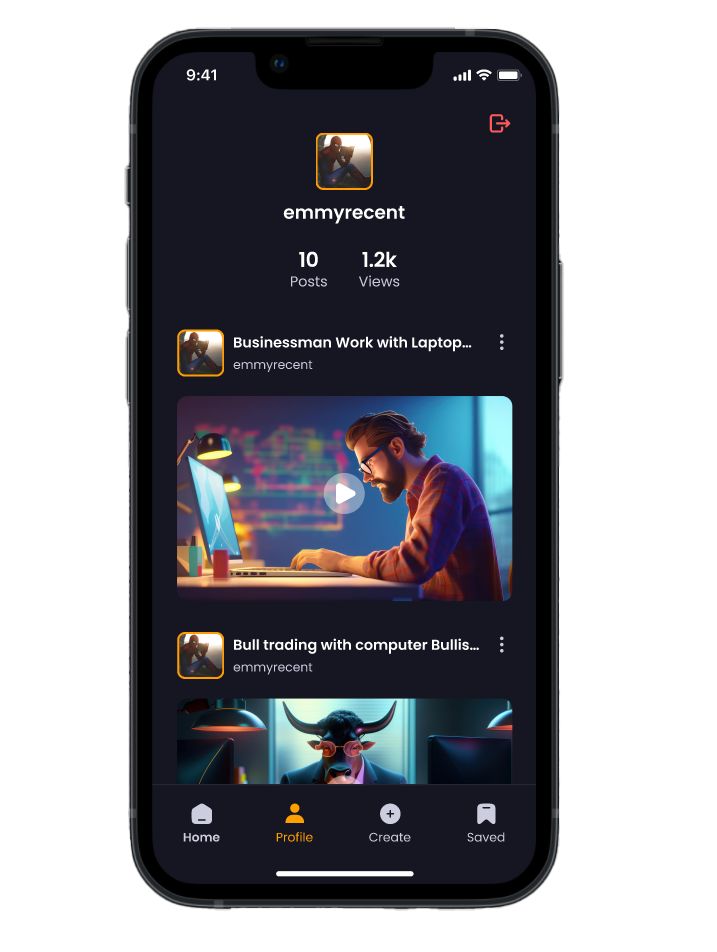 9:41
emmyrecent
10 1.2k
Posts Views
Businessman Work with Laptop...
emmyrecent
Bull trading with computer Bullis...
emmyrecent
Home Profile Create Saved